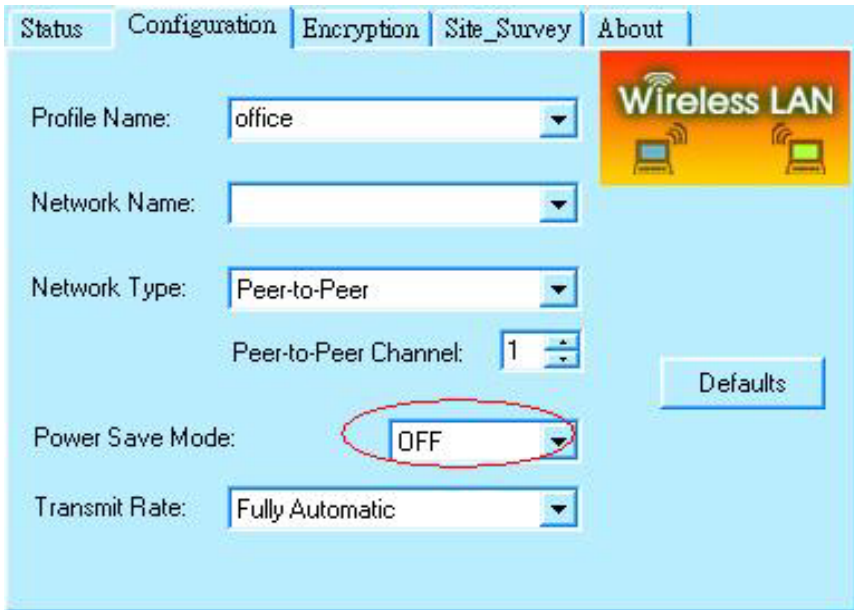 Status Configuration Encryption Site_Survey About
Wireless LAN
Profile Name: office
Network Name:
Network Type: Peer-to-Peer
Peer-to-Peer Channel: 1
Defaults
Power Save Mode: OFF
Transmit Rate: Fully Automatic